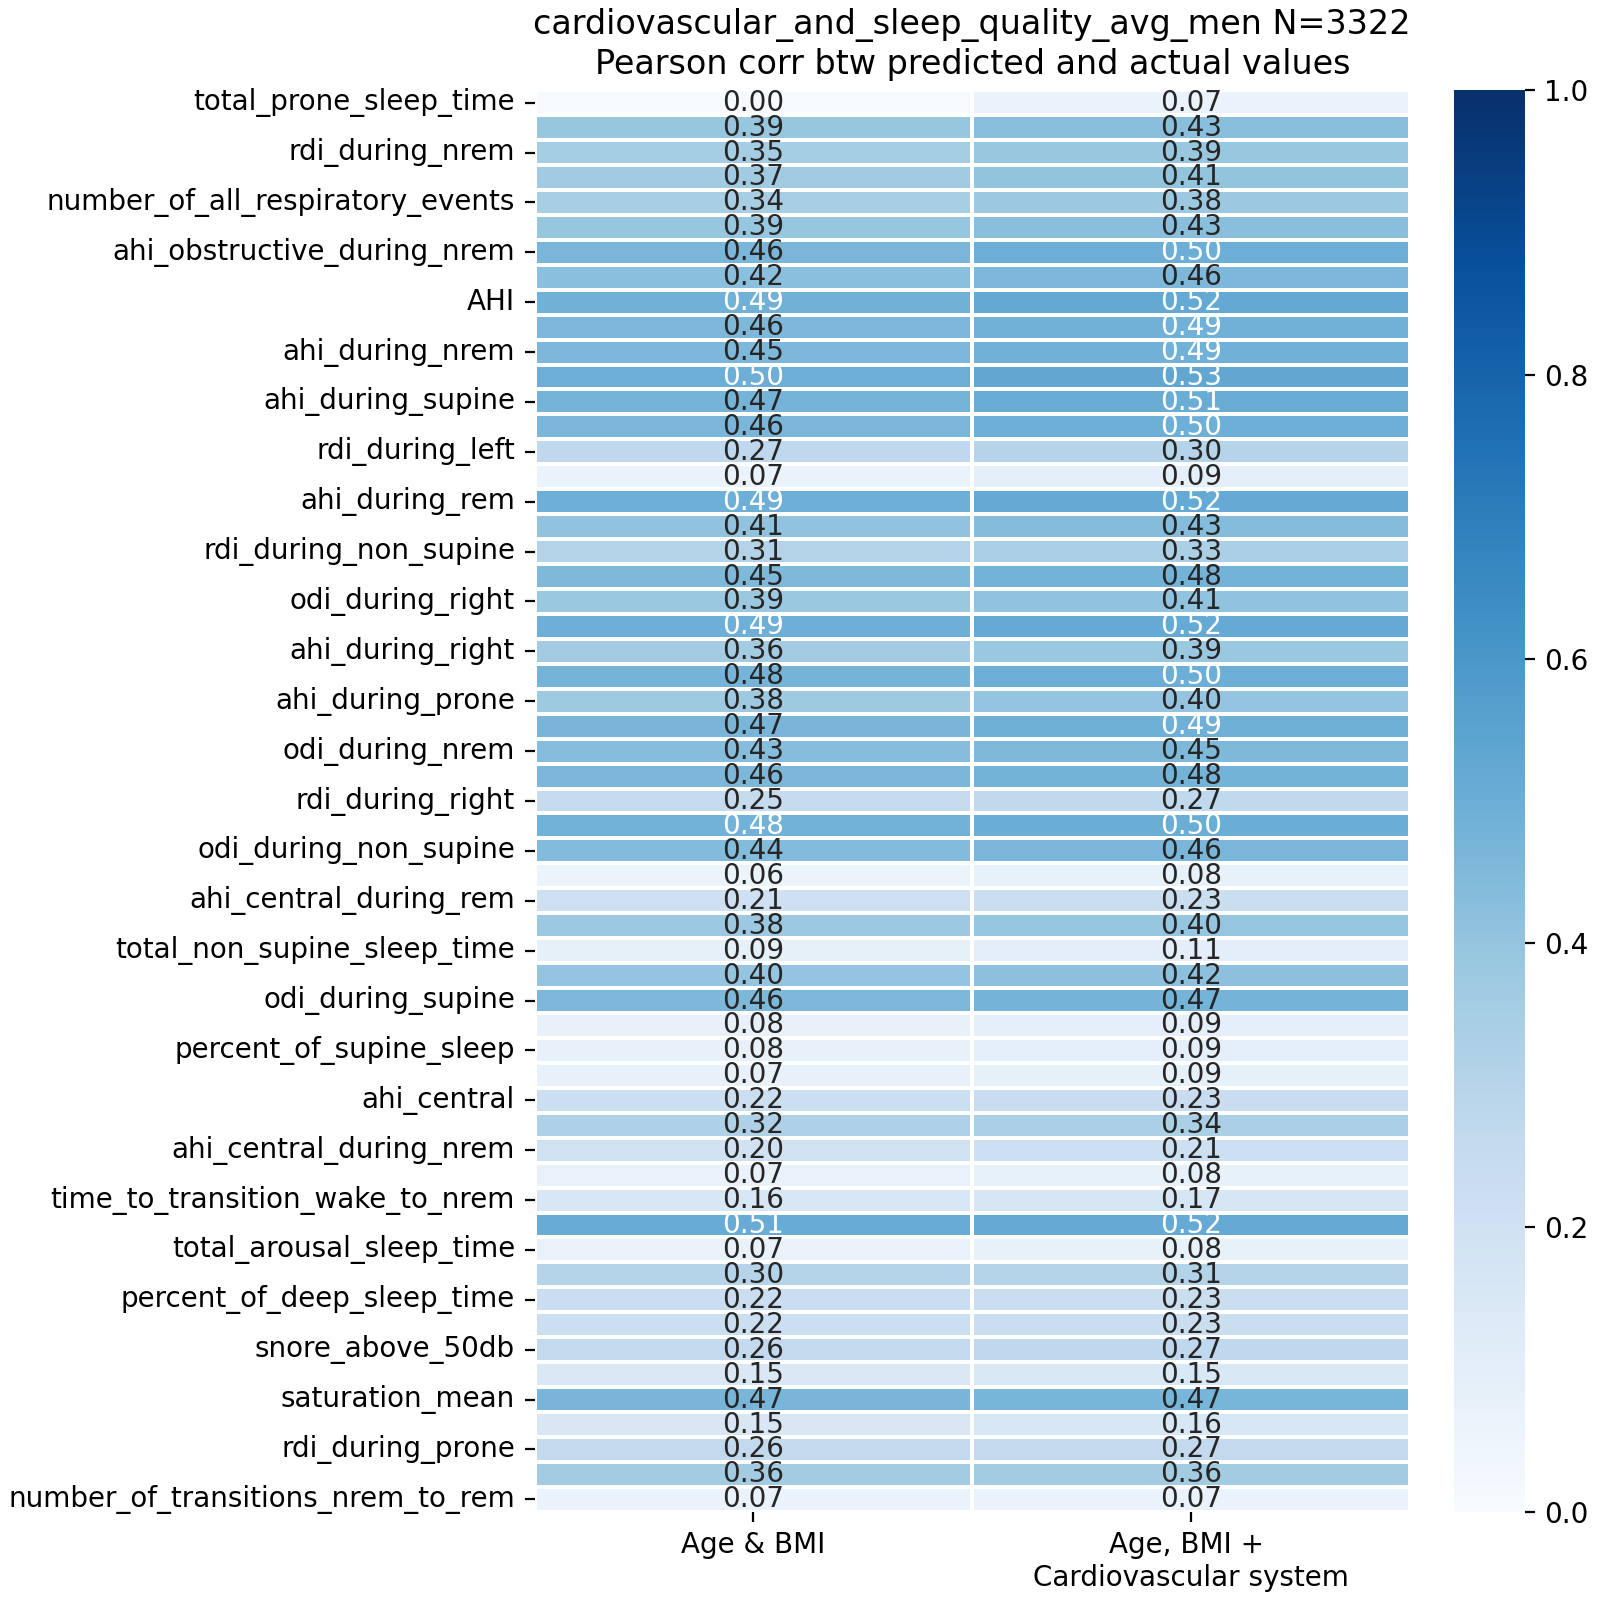 cardiovascular_and_sleep_quality_avg_men N=3322
Pearson corr btw predicted and actual values
total_prone_sleep_time 0.00 0.07
0.39 0.43
rdi_during_nrem 0.35 0.39
0.37 0.41
number_of_all_respiratory_events 0.34 0.38
0.39 0.43
ahi_obstructive_during_nrem 0.46 0.50
0.42 0.46
AHI 0.49 0.52
0.46 0.49
ahi_during_nrem 0.45 0.49
0.50 0.53
ahi_during_supine 0.47 0.51
0.46 0.50
rdi_during_left 0.27 0.30
0.07 0.09
ahi_during_rem 0.49 0.52
0.41 0.43
rdi_during_non_supine 0.31 0.33
0.45 0.48
odi_during_right 0.39 0.41
0.49 0.52
ahi_during_right 0.36 0.39
0.48 0.50
ahi_during_prone 0.38 0.40
0.47 0.49
odi_during_nrem 0.43 0.45
0.46 0.48
rdi_during_right 0.25 0.27
0.48 0.50
odi_during_non_supine 0.44 0.46
0.06 0.08
ahi_central_during_rem 0.21 0.23
0.38 0.40
total_non_supine_sleep_time 0.09 0.11
0.40 0.42
odi_during_supine 0.46 0.47
0.08 0.09
percent_of_supine_sleep 0.08 0.09
0.07 0.09
ahi_central 0.22 0.23
0.32 0.34
ahi_central_during_nrem 0.20 0.21
0.07 0.08
time_to_transition_wake_to_nrem 0.16 0.17
0.51 0.52
total_arousal_sleep_time 0.07 0.08
0.30 0.31
percent_of_deep_sleep_time 0.22 0.23
0.22 0.23
snore_above_50db 0.26 0.27
0.15 0.15
saturation_mean 0.47 0.47
0.15 0.16
rdi_during_prone 0.26 0.27
0.36 0.36
number_of_transitions_nrem_to_rem 0.07 0.07
Age & BMI
Age, BMI +
Cardiovascular system
1.0
0.8
0.6
0.4
0.2
0.0